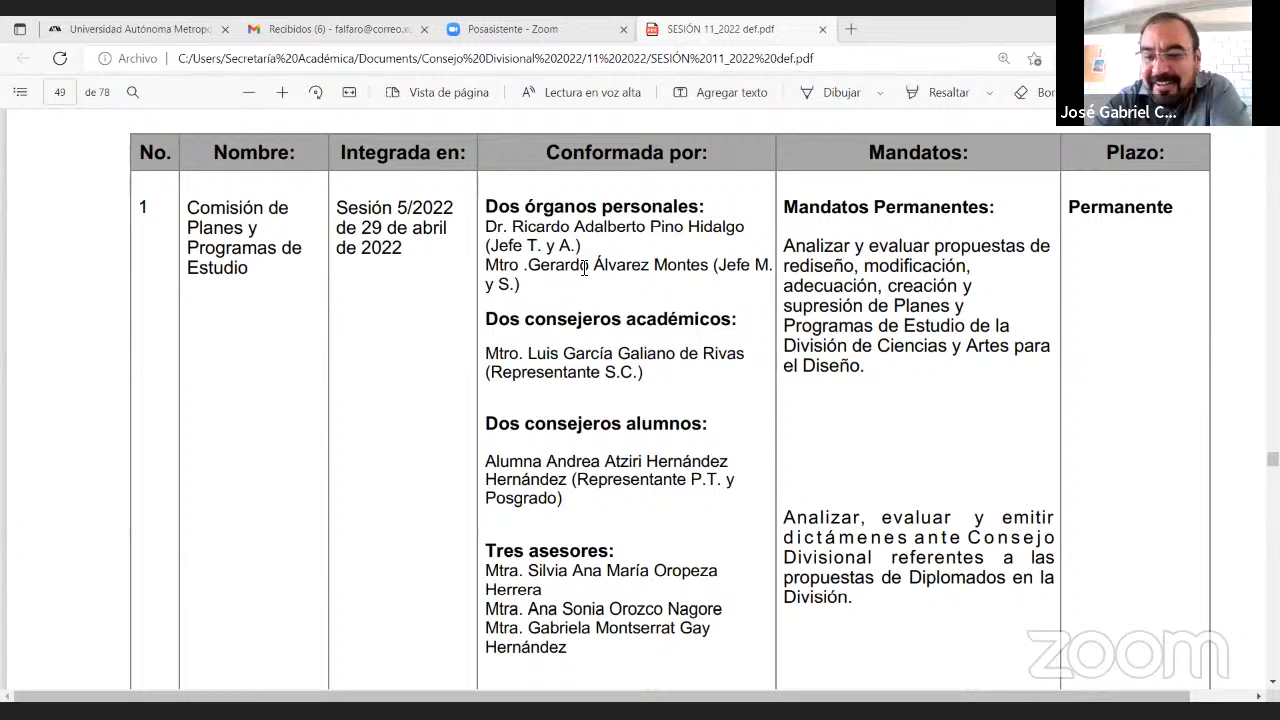 Universidad Autónoma Metropo
Recibidos (6) - falfaro@correo.xu
Posasistente - Zoom
SESIÓN 11_2022 def.pdf
Archivo
C:/Users/Secretaría%20Académica/Documents/Consejo%20Divisional%202022/11%202022/SESIÓN%2011_2022%20def.pdf
49 de 78
Vista de página
Lectura en voz alta
Agregar texto
Dibujar
Resaltar
Bor
José Gabriel C...
No. Nombre: Integrada en: Conformada por: Mandatos: Plazo:
1
Comisión de
Planes y
Programas de
Estudio
Sesión 5/2022
de 29 de abril
de 2022
Dos órganos personales:
Dr. Ricardo Adalberto Pino Hidalgo
(Jefe T. y A.)
Mtro .Gerardo Álvarez Montes (Jefe M.
y S.)
Dos consejeros académicos:
Mtro. Luis García Galiano de Rivas
(Representante S.C.)
Dos consejeros alumnos:
Alumna Andrea Atziri Hernández
Hernández (Representante P.T. y
Posgrado)
Tres asesores:
Mtra. Silvia Ana María Oropeza
Herrera
Mtra. Ana Sonia Orozco Nagore
Mtra. Gabriela Montserrat Gay
Hernández
Mandatos Permanentes:
Analizar y evaluar propuestas de
rediseño, modificación,
adecuación, creación y
supresión de Planes y
Programas de Estudio de la
División de Ciencias y Artes para
el Diseño.
Analizar, evaluar y emitir
dictámenes ante Consejo
Divisional referentes a las
propuestas de Diplomados en la
División.
Permanente
zoom